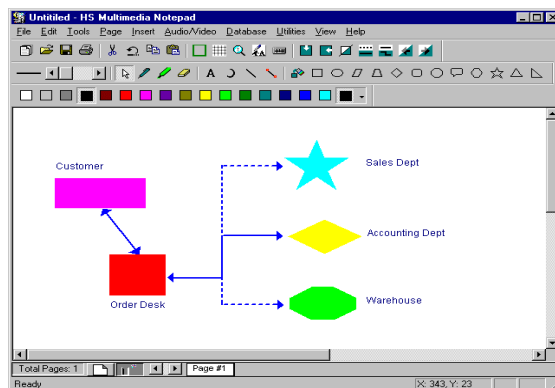 Untitiled - HS Multimedia Notepad
File Edit Tools Page Insert Audio/Video Database Utilities View Help
A
Customer
Sales Dept
Accounting Dept
Order Desk
Warehouse
Total Pages: 1 Page #1
Ready X: 343, Y: 23